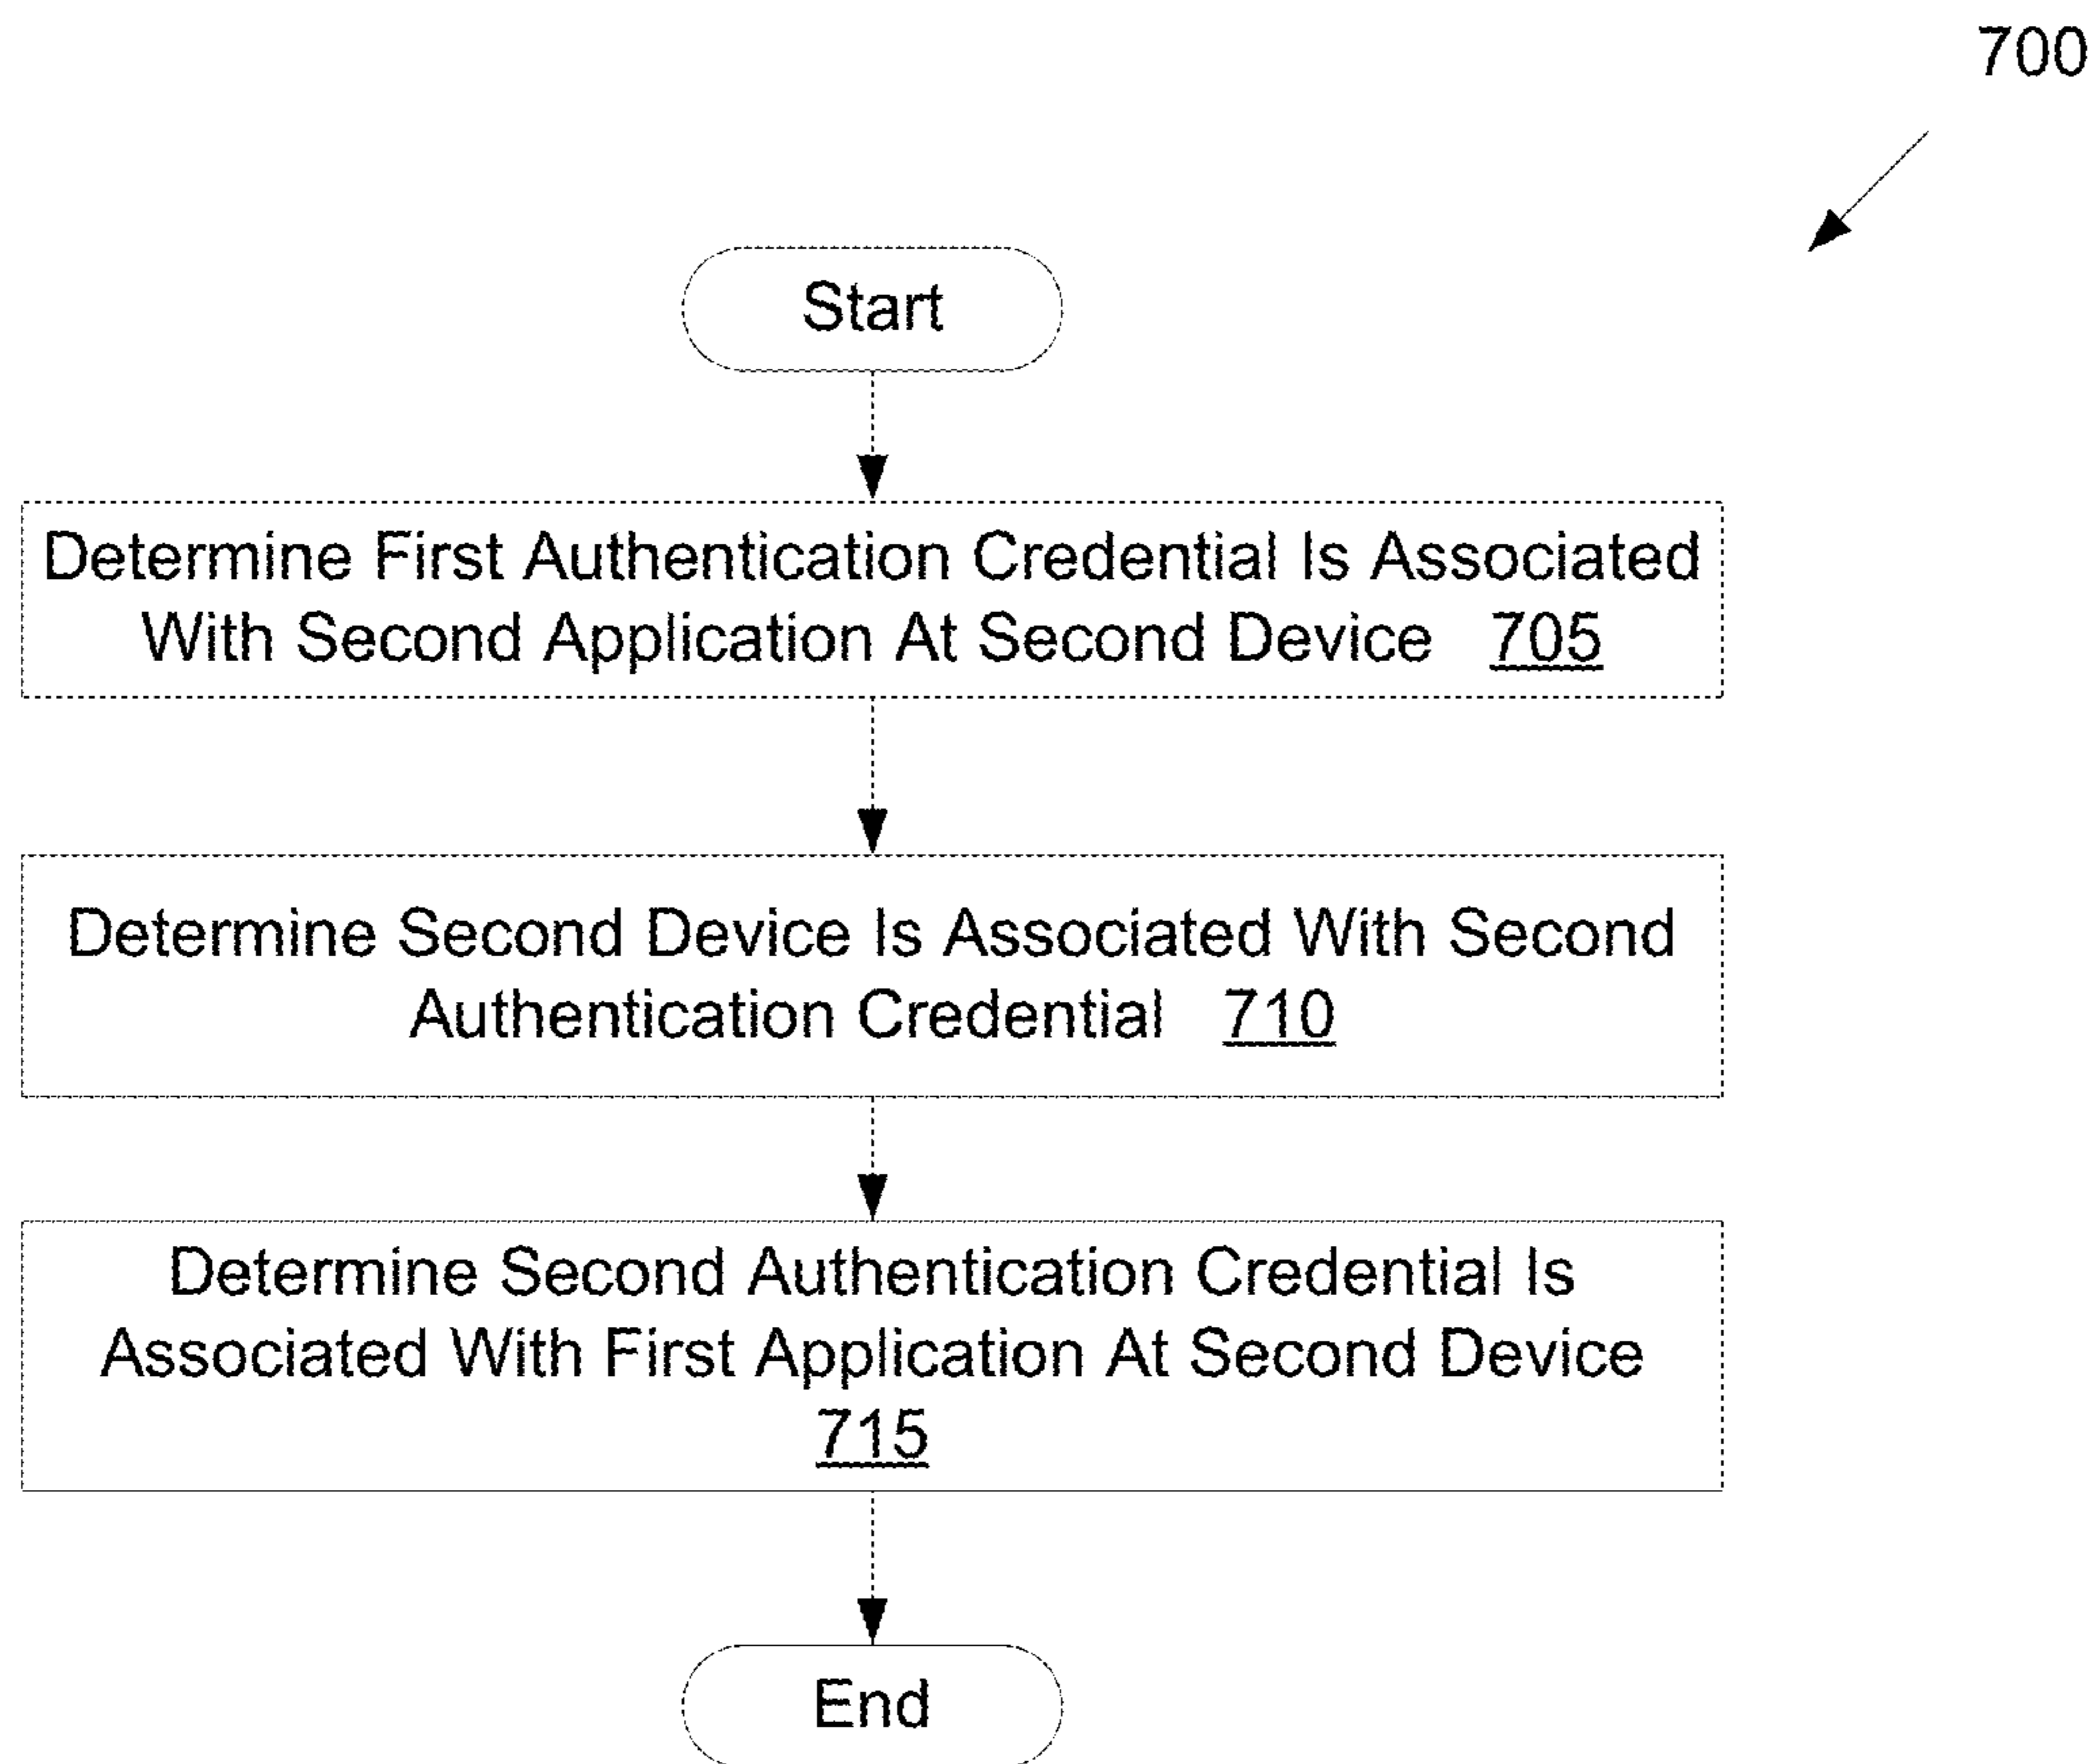 700
Start
Determine First Authentication Credential Is Associated
With Second Application At Second Device 705
Determine Second Device Is Associated With Second
Authentication Credential 710
Determine Second Authentication Credential Is
Associated With First Application At Second Device
715
End